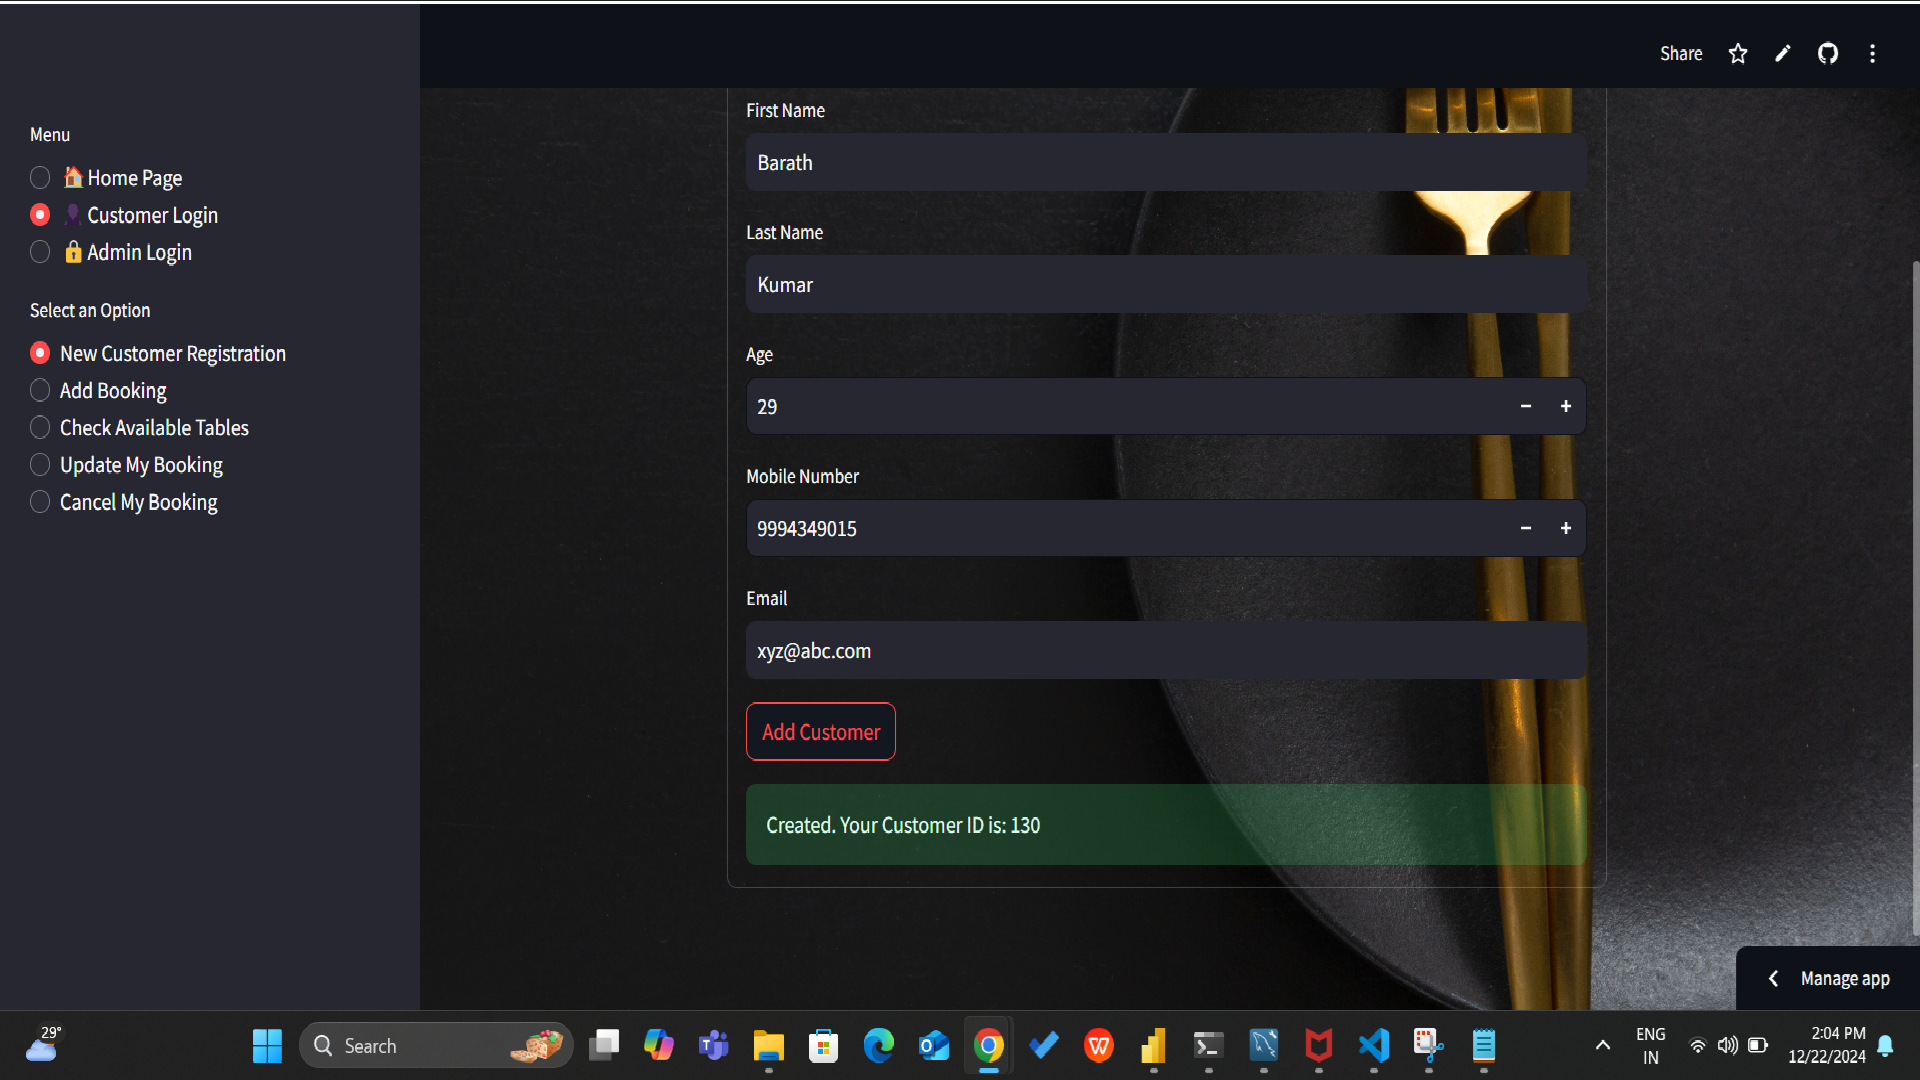 Share
Menu
Home Page
Customer Login
Admin Login
Select an Option
New Customer Registration
Add Booking
Check Available Tables
Update My Booking
Cancel My Booking
First Name
Barath
Last Name
Kumar
Age
29
Mobile Number
9994349015
Email
xyz@abc.com
Add Customer
Created. Your Customer ID is: 130
Manage app
29°
Search
ENG
IN
2:04 PM
12/22/2024